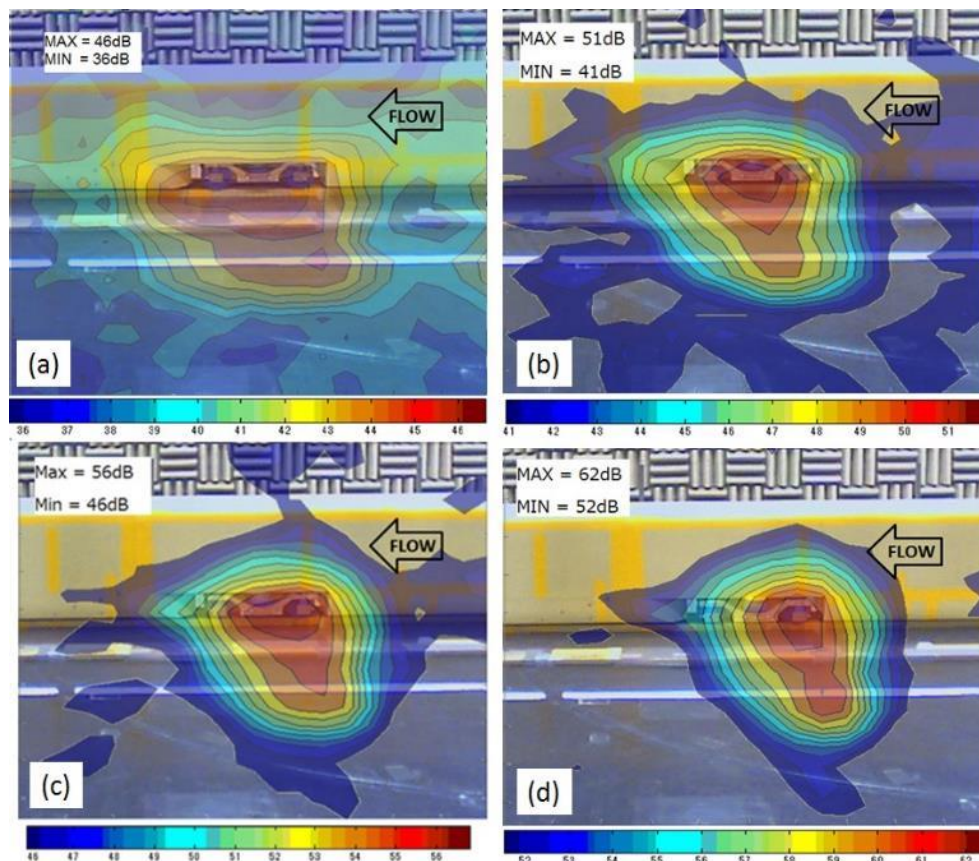 MAX = 46dB
MIN = 36dB
FLOW
(a)
36 37 38 39 40 41 42 43 44 45 46
MAX = 51dB
MIN = 41dB
FLOW
(b)
41 42 43 44 45 46 47 48 49 50 51
Max = 56dB
Min = 46dB
FLOW
(c)
46 47 48 49 50 51 52 53 54 55 56
MAX = 62dB
MIN = 52dB
FLOW
(d)
52 53 54 55 56 57 58 59 60 61